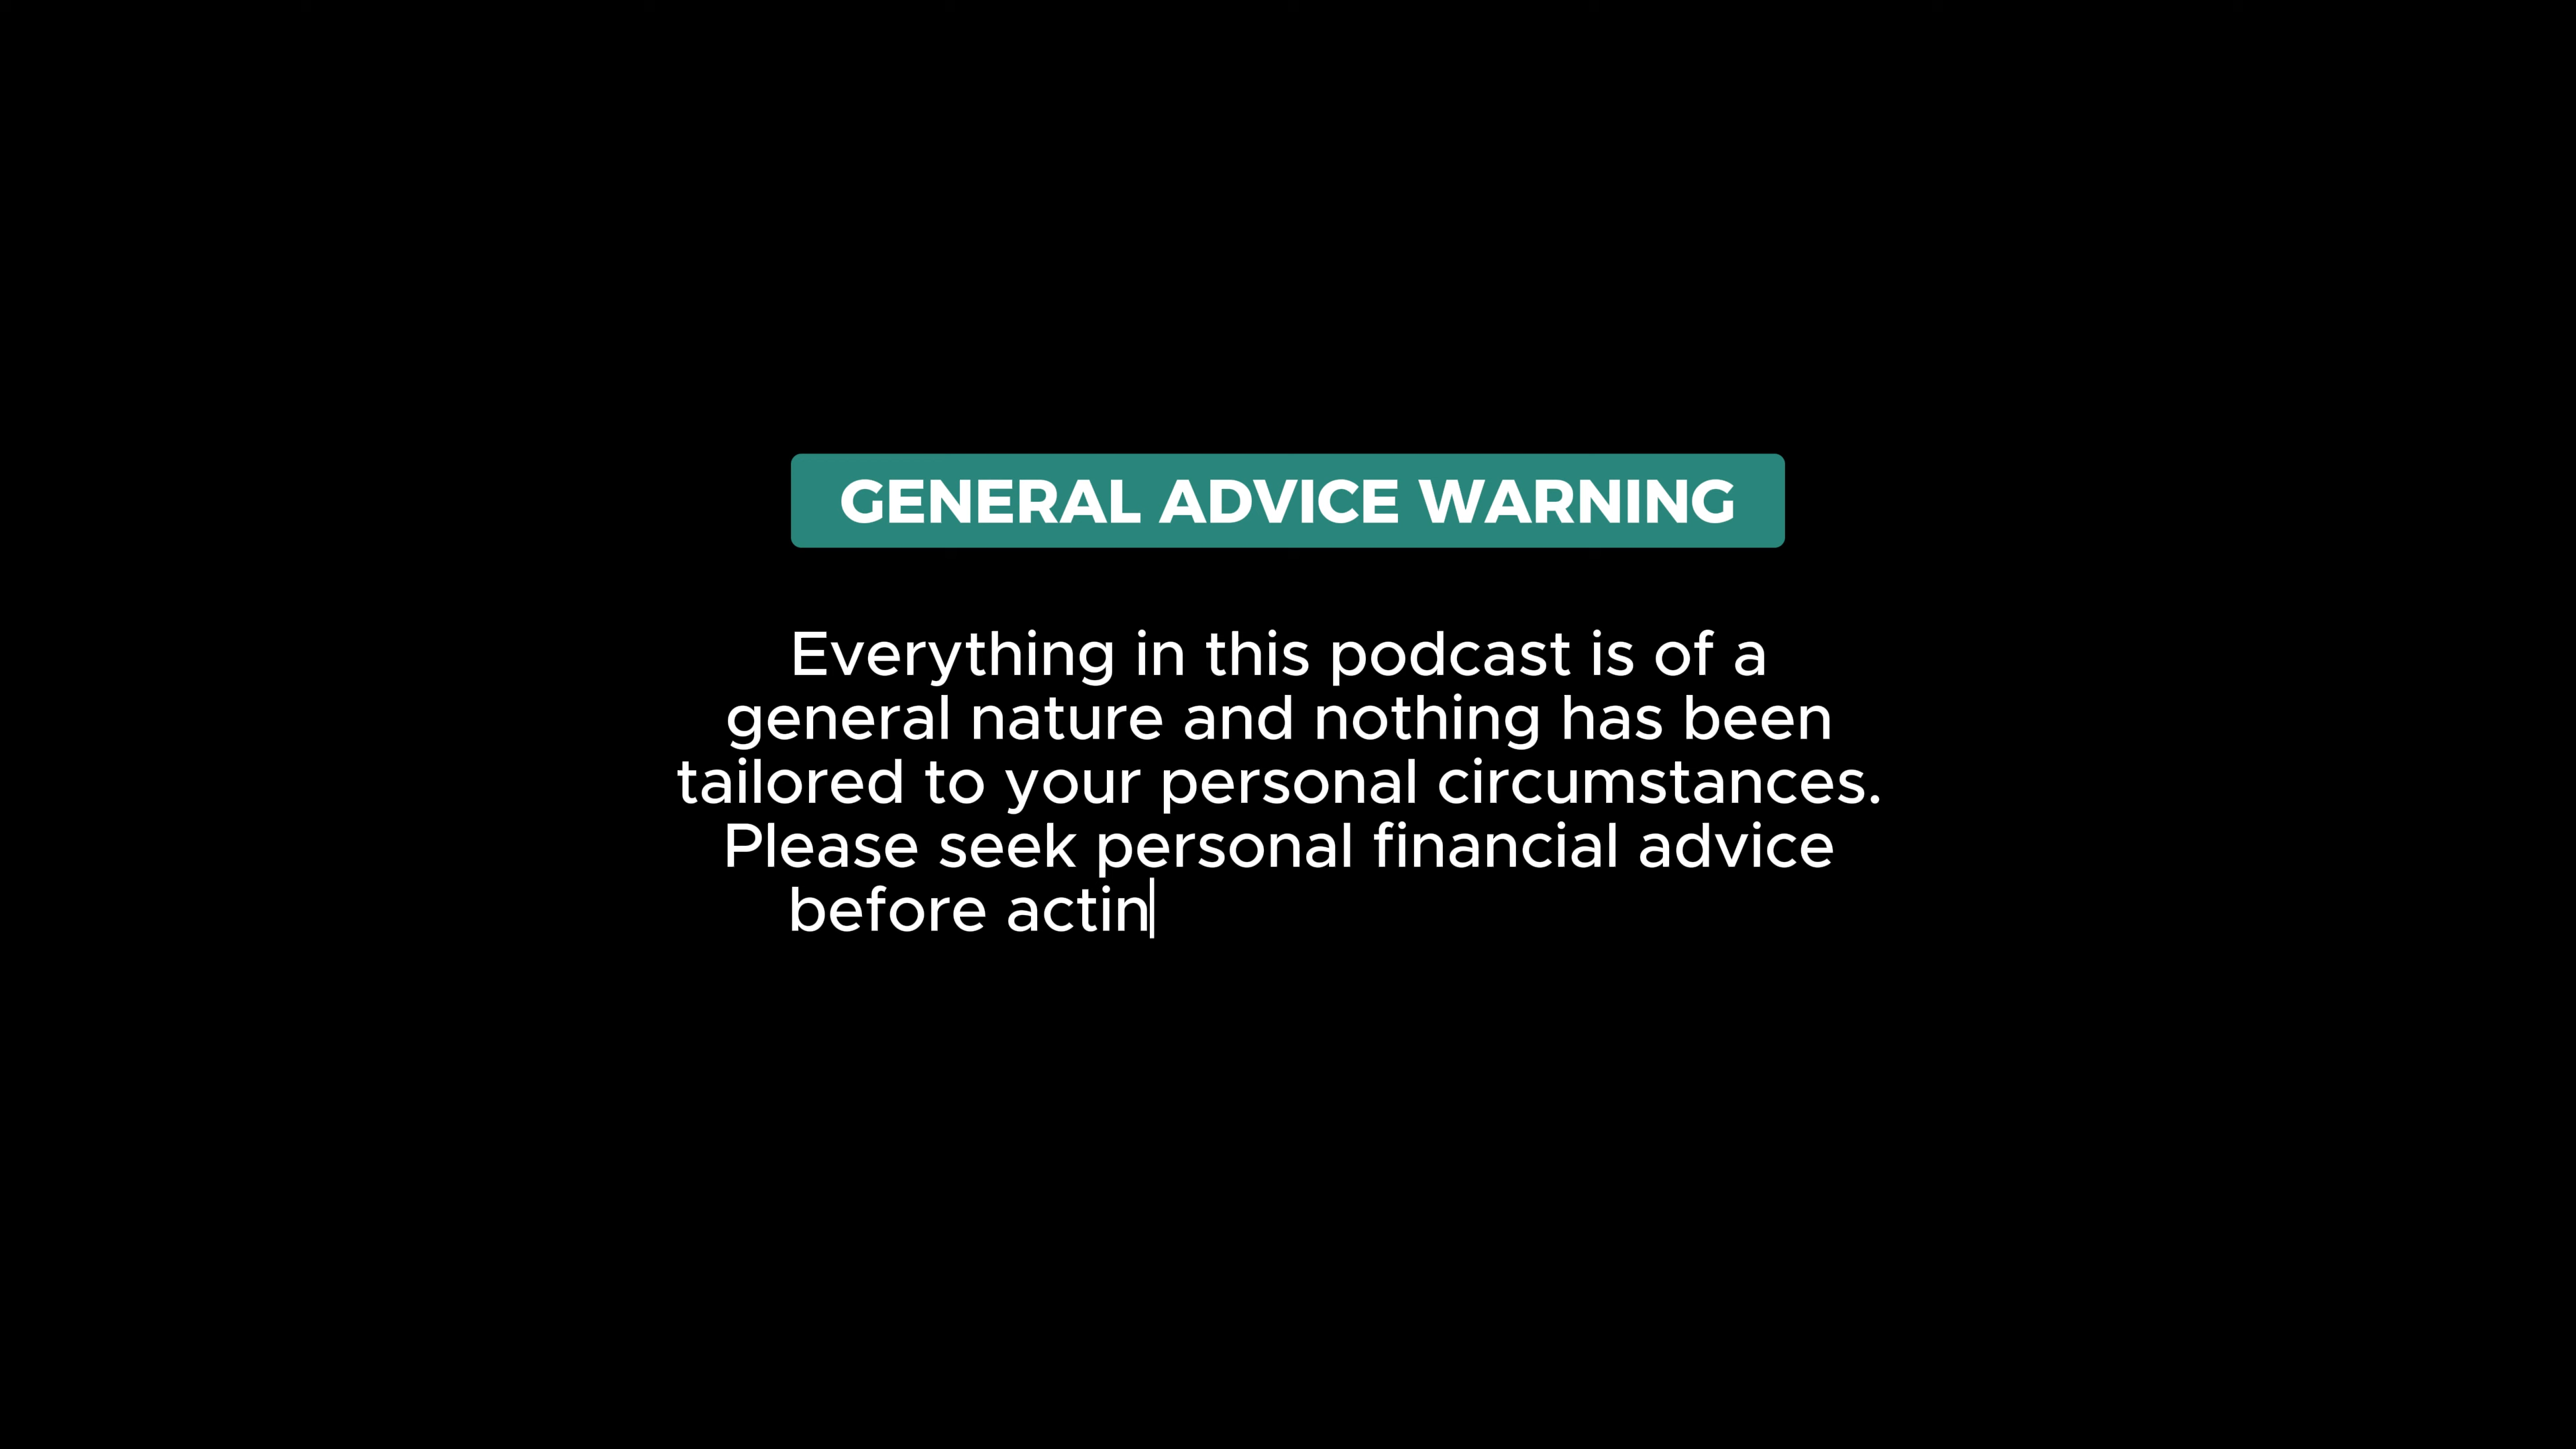 GENERAL ADVICE WARNING
Everything in this podcast is of a
general nature and nothing has been
tailored to your personal circumstances.
Please seek personal financial advice
before actin